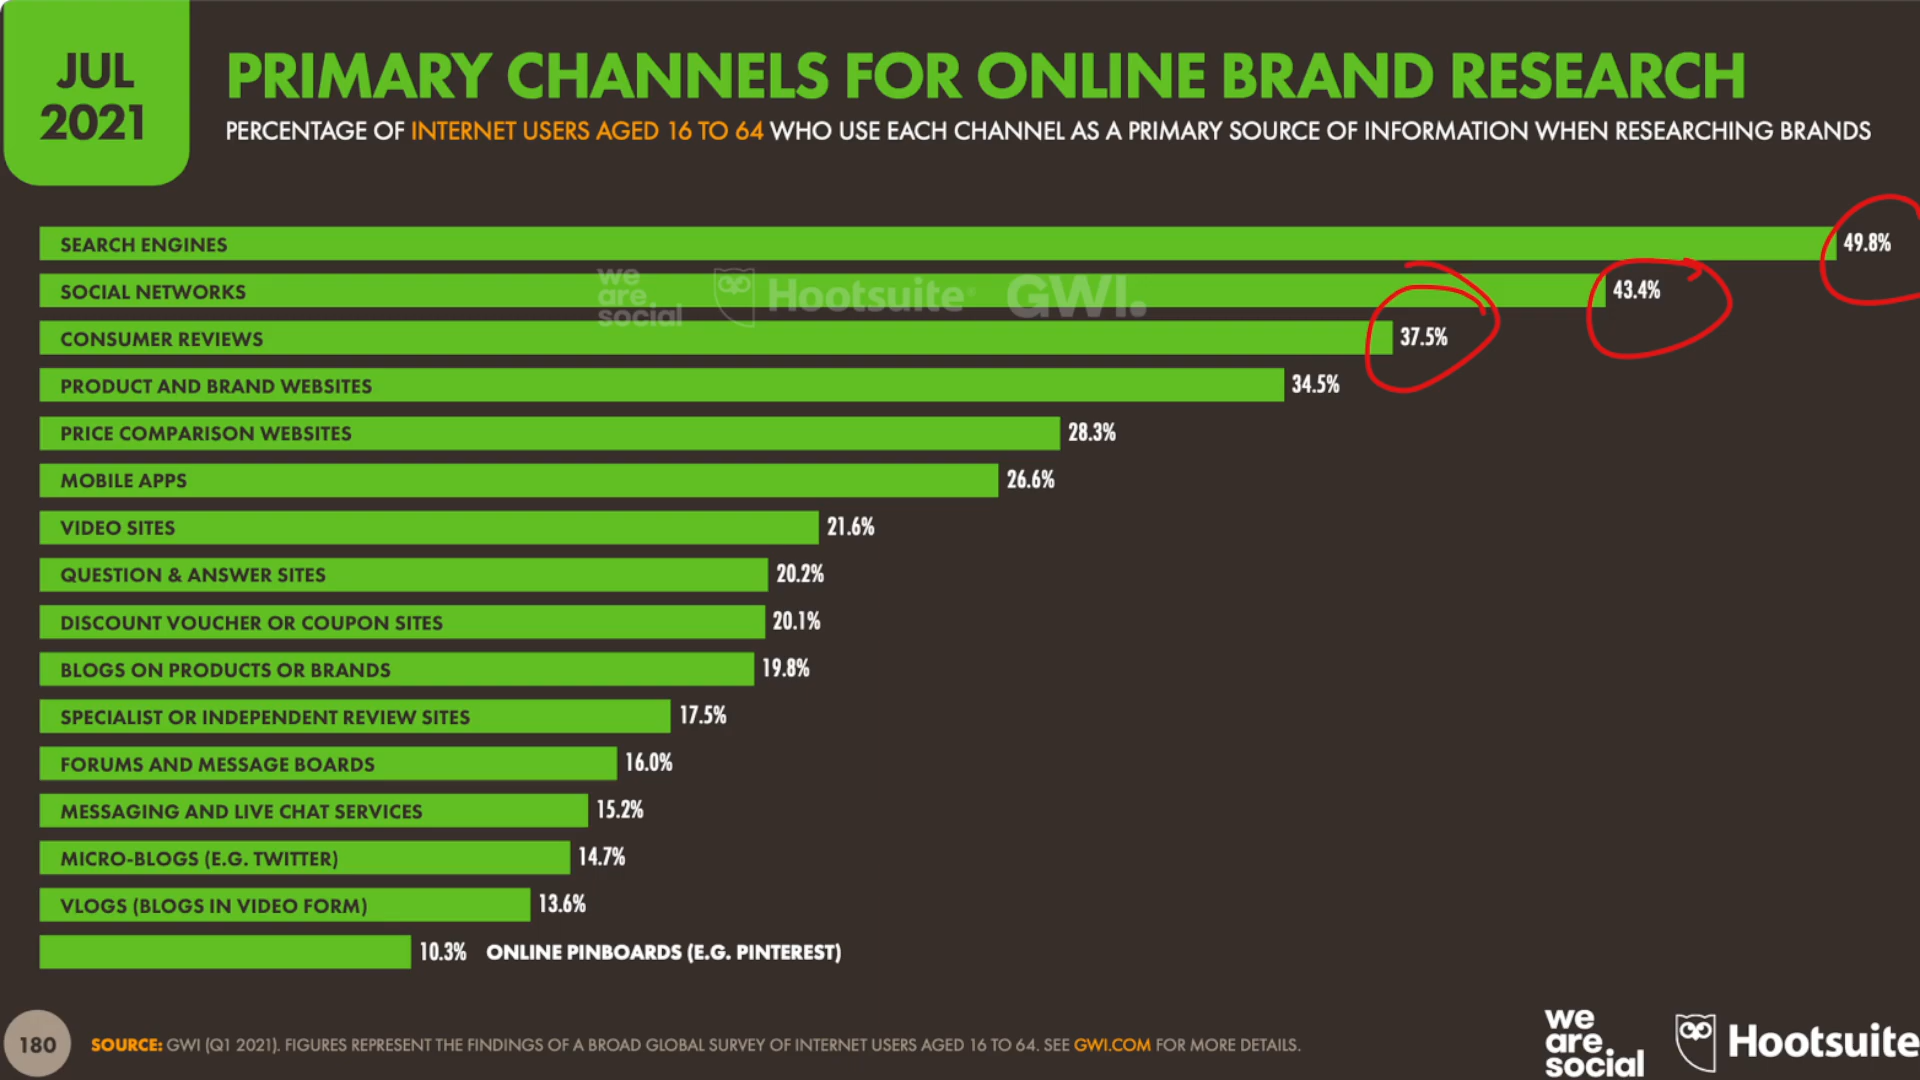 JUL
2021
PRIMARY CHANNELS FOR ONLINE BRAND RESEARCH
PERCENTAGE OF INTERNET USERS AGED 16 TO 64 WHO USE EACH CHANNEL AS A PRIMARY SOURCE OF INFORMATION WHEN RESEARCHING BRANDS
SEARCH ENGINES 49.8%
SOCIAL NETWORKS 43.4%
we are. social Hootsuite® GWI.
CONSUMER REVIEWS 37.5%
PRODUCT AND BRAND WEBSITES 34.5%
PRICE COMPARISON WEBSITES 28.3%
MOBILE APPS 26.6%
VIDEO SITES 21.6%
QUESTION & ANSWER SITES 20.2%
DISCOUNT VOUCHER OR COUPON SITES 20.1%
BLOGS ON PRODUCTS OR BRANDS 19.8%
SPECIALIST OR INDEPENDENT REVIEW SITES 17.5%
FORUMS AND MESSAGE BOARDS 16.0%
MESSAGING AND LIVE CHAT SERVICES 15.2%
MICRO-BLOGS (E.G. TWITTER) 14.7%
VLOGS (BLOGS IN VIDEO FORM) 13.6%
10.3% ONLINE PINBOARDS (E.G. PINTEREST)
180
SOURCE: GWI (Q1 2021). FIGURES REPRESENT THE FINDINGS OF A BROAD GLOBAL SURVEY OF INTERNET USERS AGED 16 TO 64. SEE GWI.COM FOR MORE DETAILS.
we
are.
social
Hootsuite